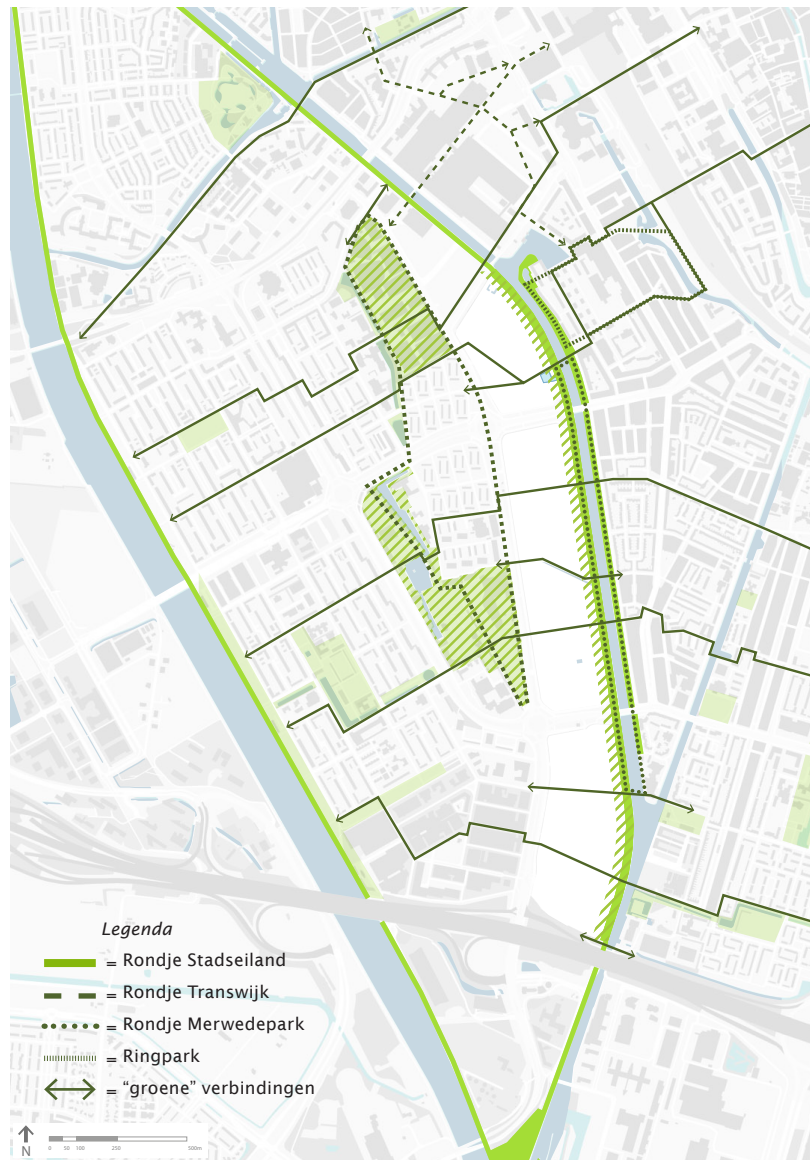 Legenda
= Rondje Stadseiland
= Rondje Transwijk
= Rondje Merwedepark
= Ringpark
= “groene” verbindingen
N
0 50 100 250 500m